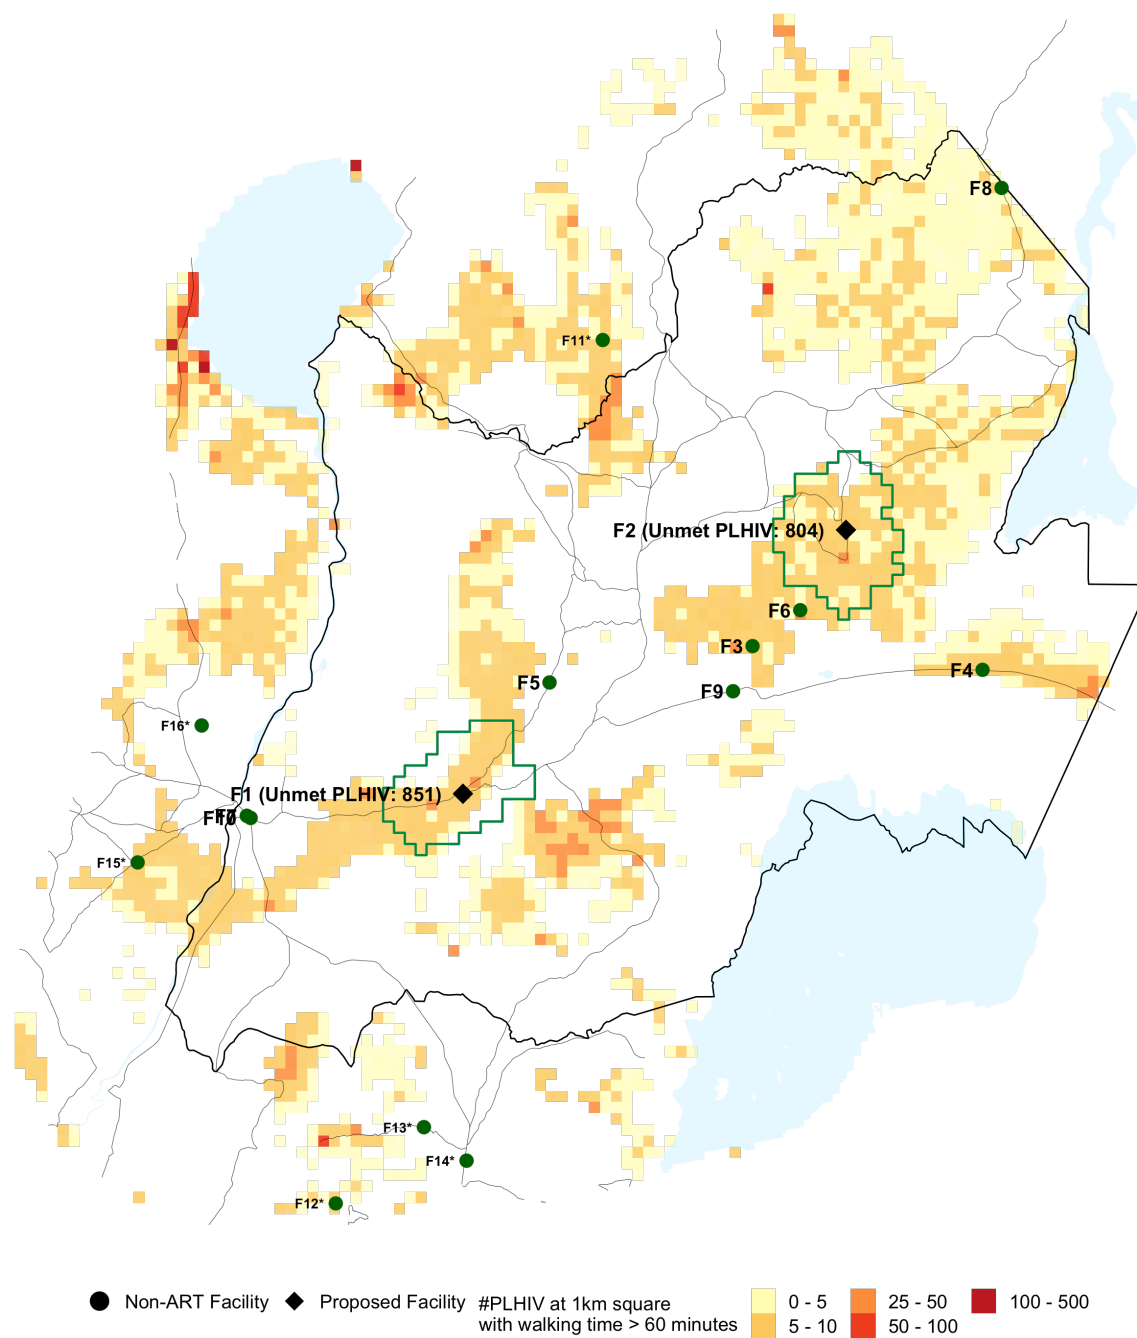 F8
F11*
F2 (Unmet PLHIV: 804)
F6
F3
F5
F4
F9
F16*
F1 (Unmet PLHIV: 851)
F10
F7
F15*
F13*
F14*
F12*
Non-ART Facility
Proposed Facility
#PLHIV at 1km square
with walking time > 60 minutes
0 - 5
5 - 10
25 - 50
50 - 100
100 - 500